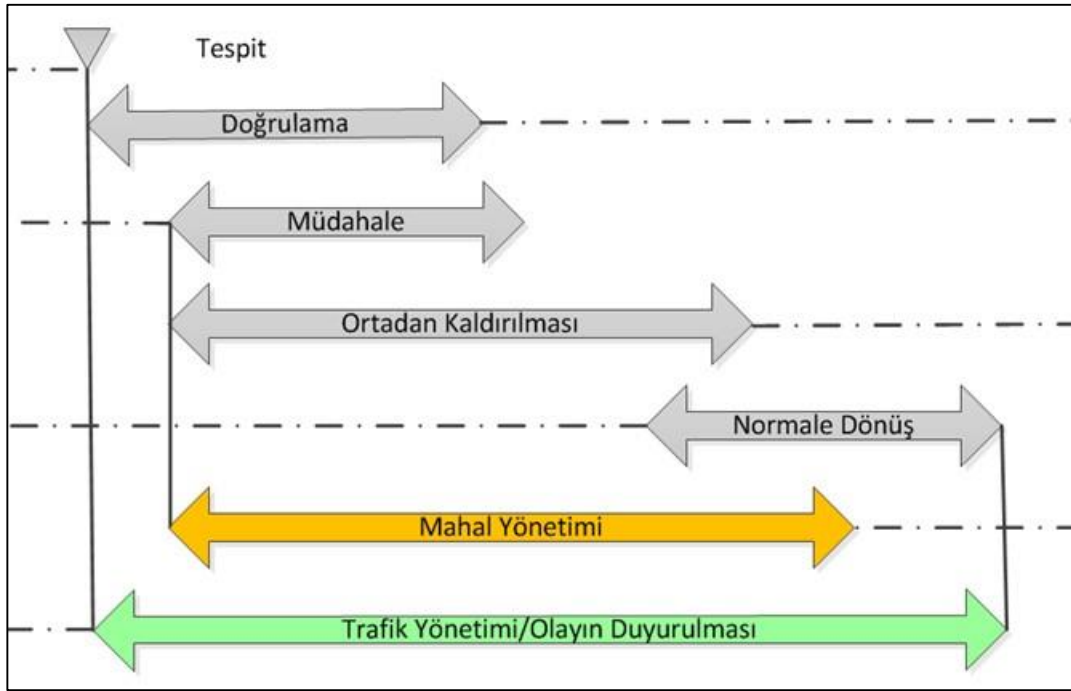 Tespit
Doğrulama
Müdahale
Ortadan Kaldırılması
Normale Dönüş
Mahal Yönetimi
Trafik Yönetimi/Olayın Duyurulması